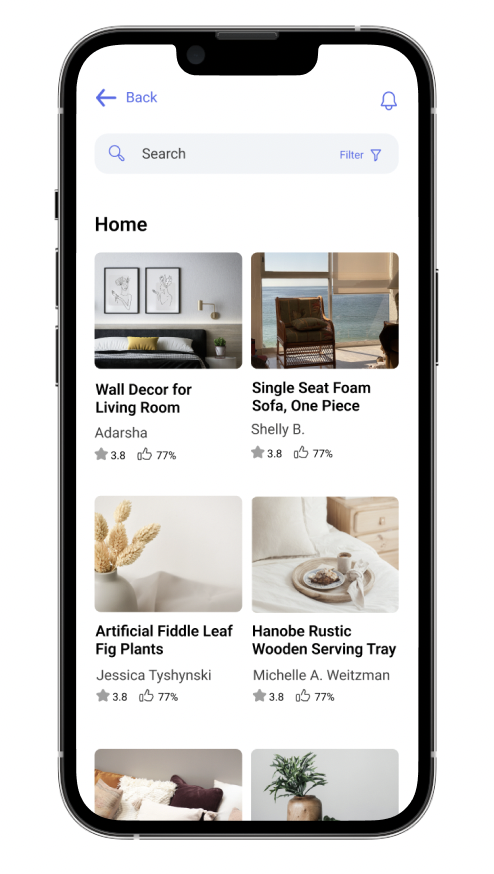 Back
Search
Filter
Home
Wall Decor for
Living Room
Adarsha
3.8 77%
Single Seat Foam
Sofa, One Piece
Shelly B.
3.8 77%
Artificial Fiddle Leaf
Fig Plants
Jessica Tyshynski
3.8 77%
Hanobe Rustic
Wooden Serving Tray
Michelle A. Weitzman
3.8 77%